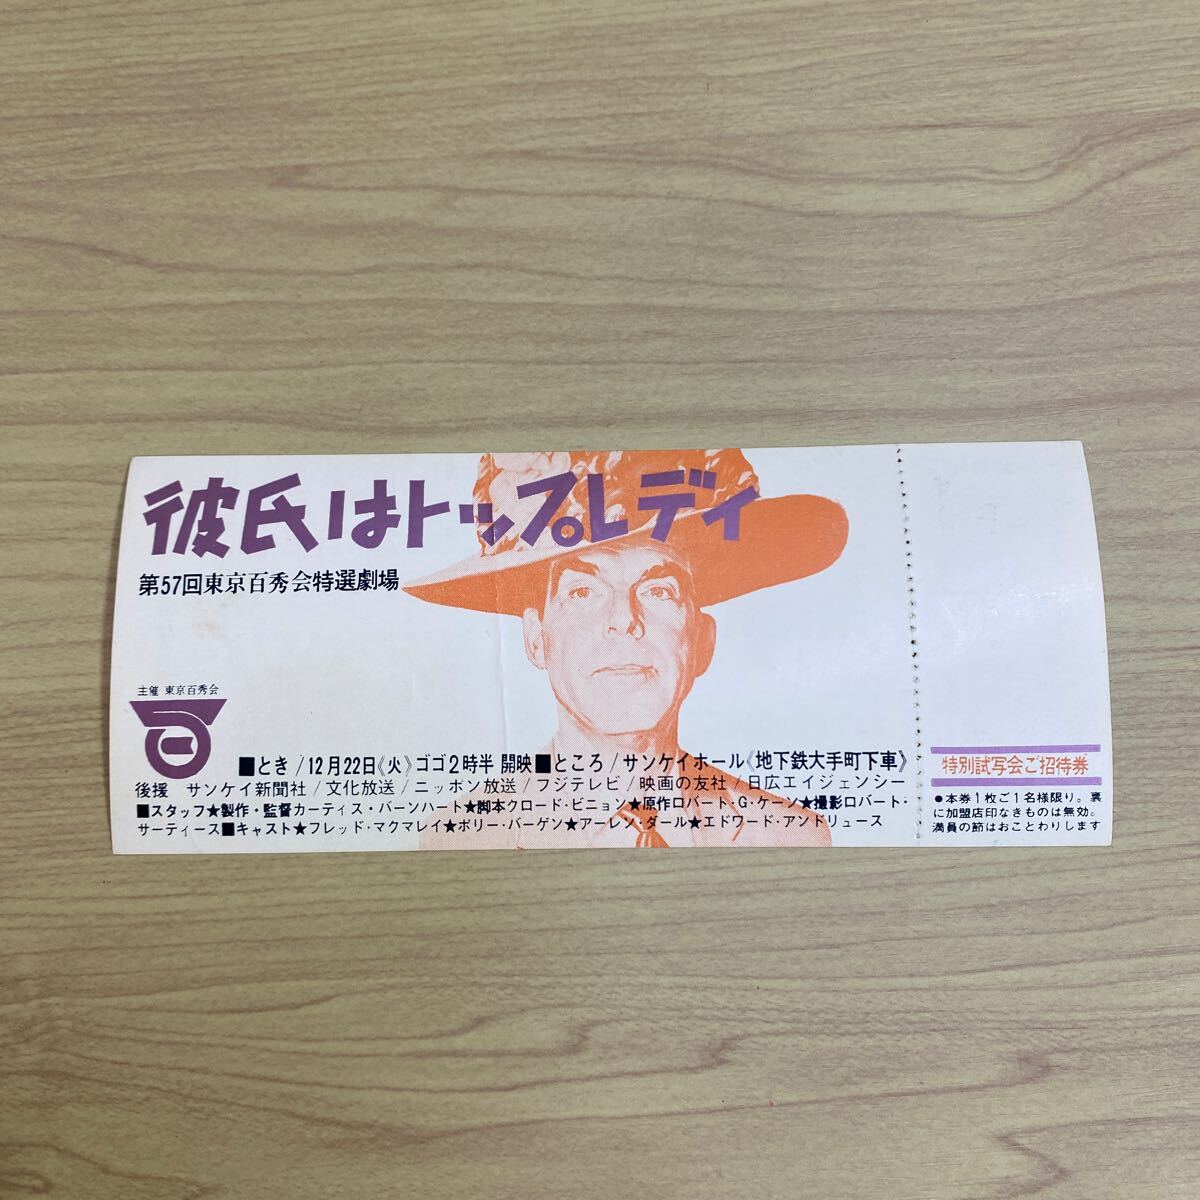 彼氏はトップレディ
第57回東京百秀会特選劇場
主催 東京百秀会
■とき/12月22日《火》ゴゴ2時半 開映■ところ/サンケイホール《地下鉄大手町下車》
後援 サンケイ新聞社/文化放送/ニッポン放送/フジテレビ/映画の友社/日広エイジェンシー
■スタッフ★製作・監督カーティス・バーンハート★脚本クロード・ビニョン★原作ロバート・G・ケーン★撮影ロバート・
サーティース■キャスト★フレッド・マクマレイ★ポリー・バーゲン★アーレン・ダール★エドワード・アンドリュース
特別試写会ご招待券
●本券1枚ご1名様限り。裏
に加盟店印なきものは無効。
満員の節はおことわりします